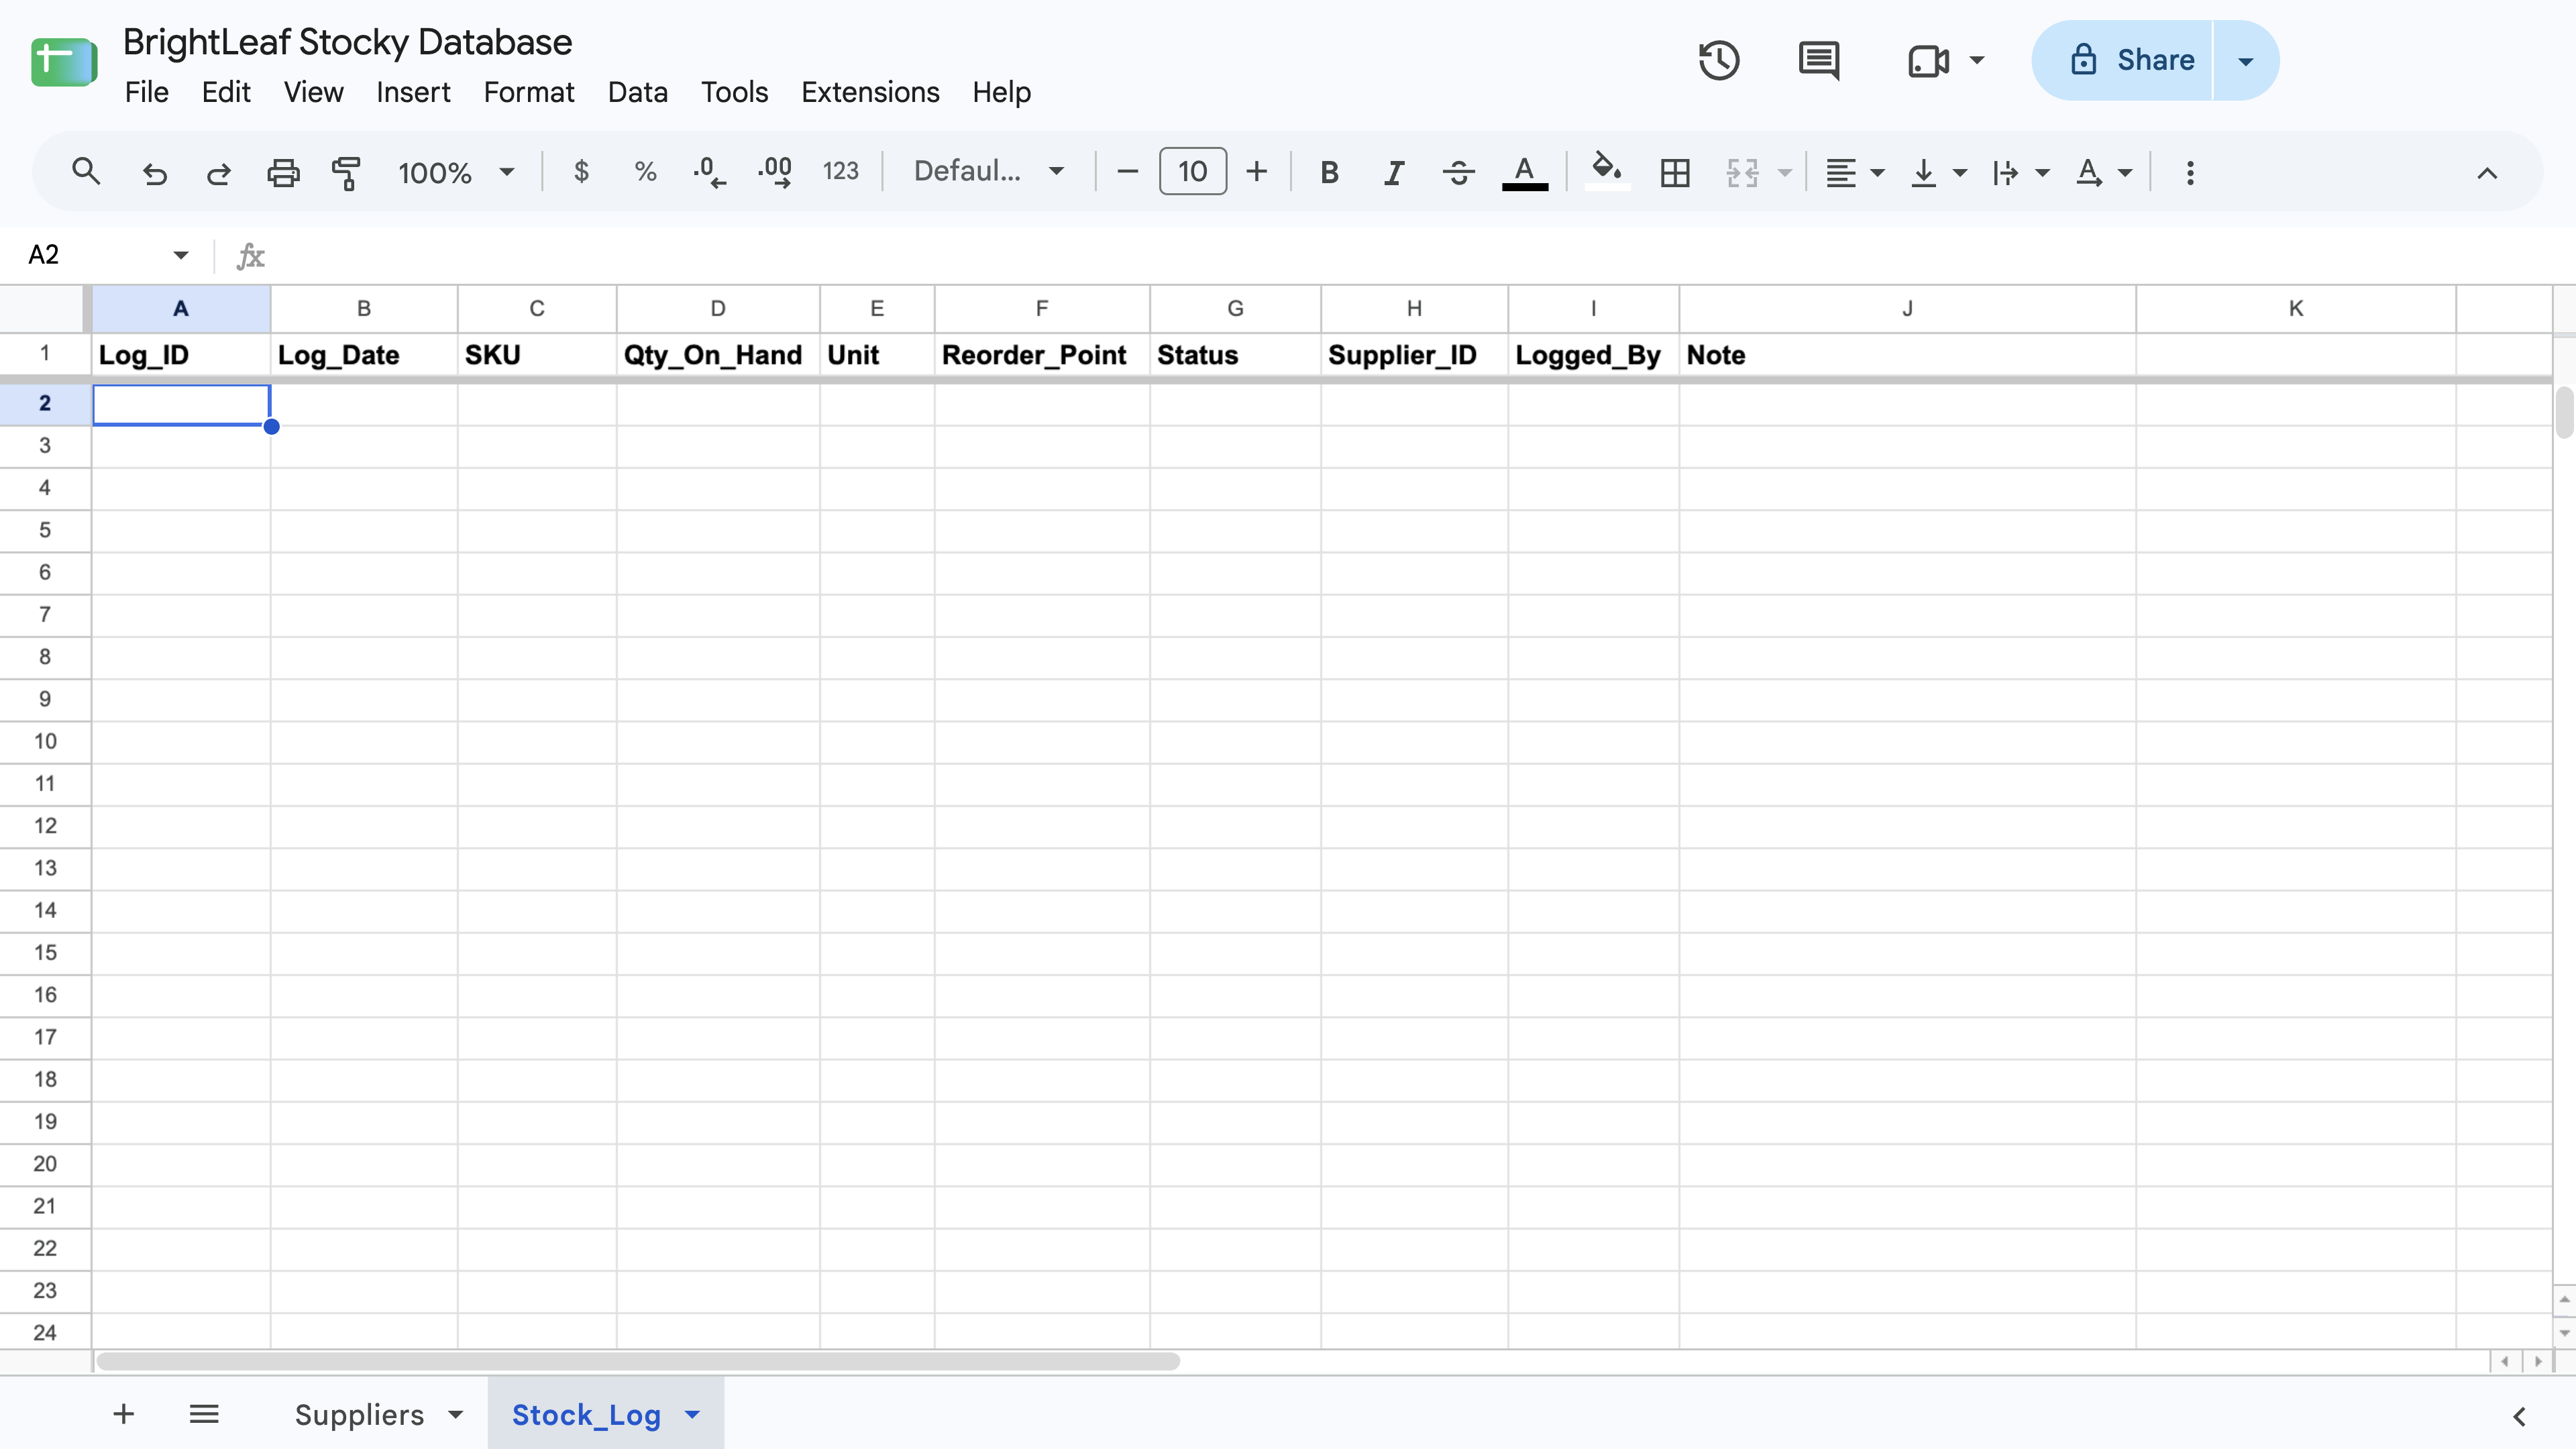 BrightLeaf Stocky Database
File Edit View Insert Format Data Tools Extensions Help
Share
100% $ % .0 .00 123 Defaul... 10 B I A A
A2 fx
A B C D E F G H I J K
1 Log_ID Log_Date SKU Qty_On_Hand Unit Reorder_Point Status Supplier_ID Logged_By Note
2
3
4
5
6
7
8
9
10
11
12
13
14
15
16
17
18
19
20
21
22
23
24
Suppliers Stock_Log